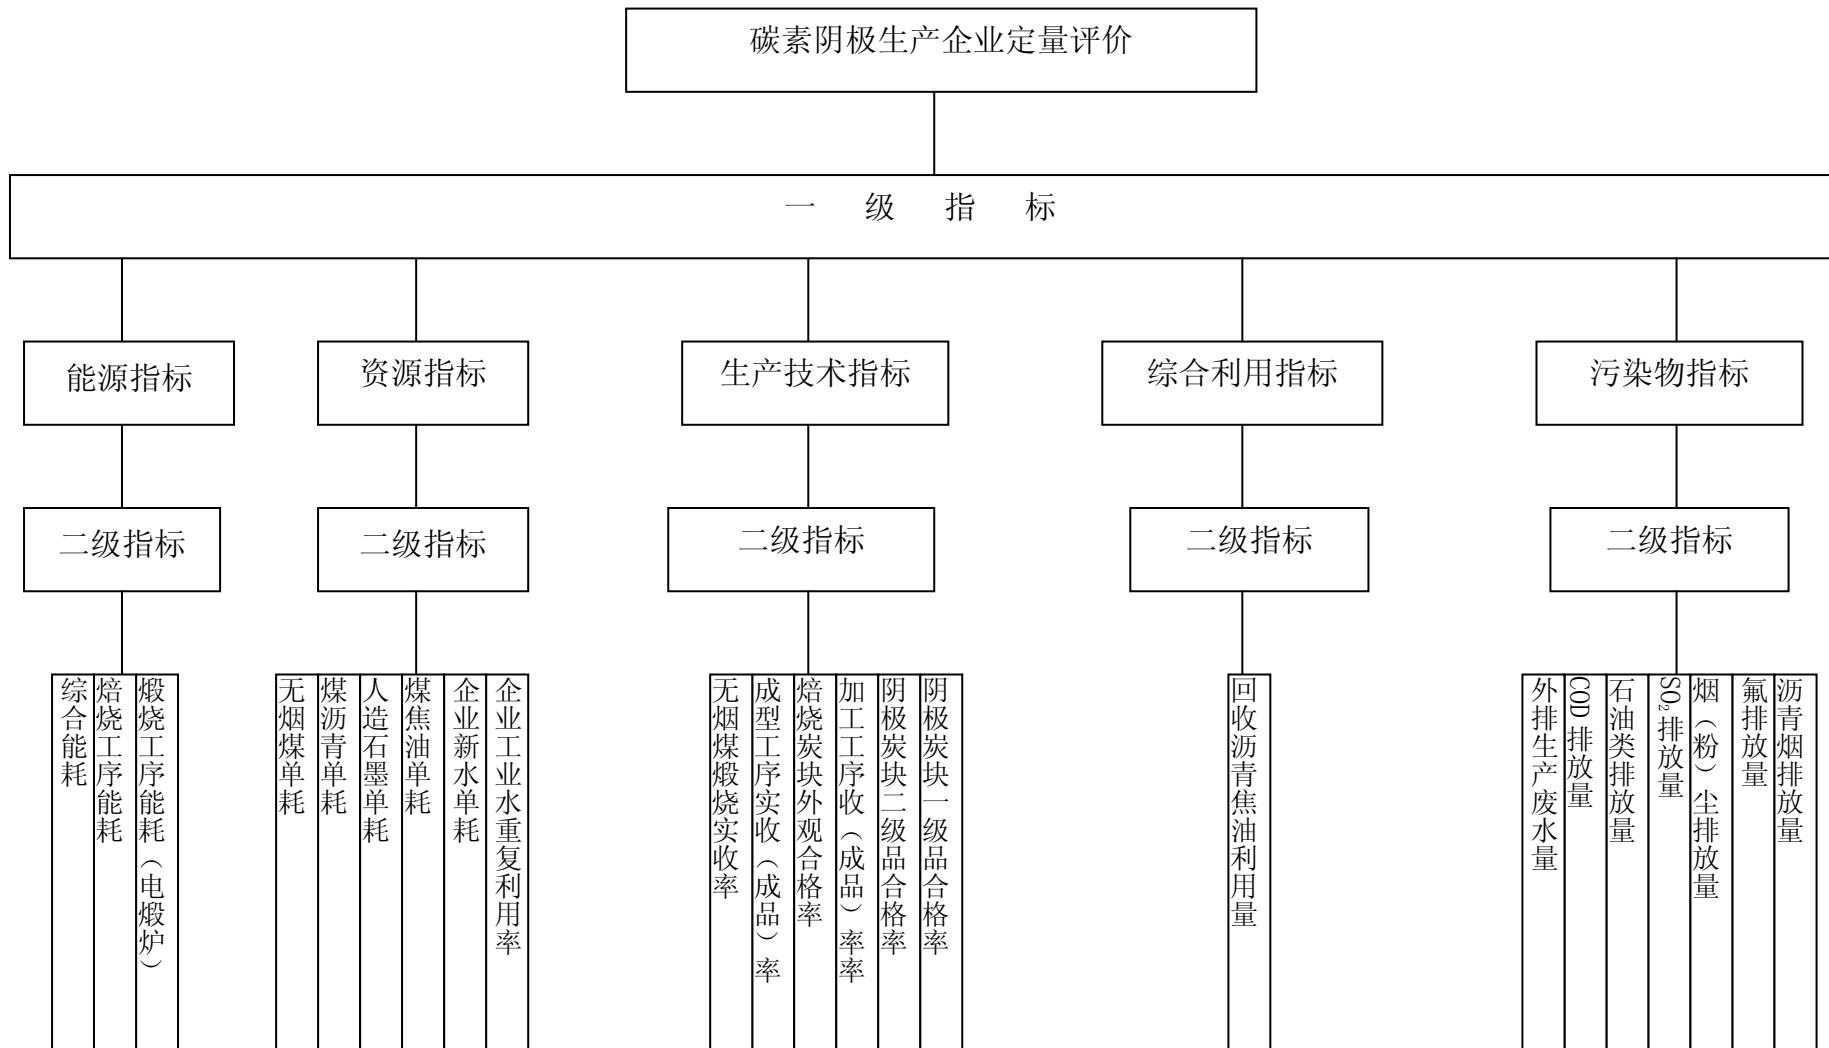 碳素阴极生产企业定量评价
一 级 指 标
能源指标
资源指标
生产技术指标
综合利用指标
污染物指标
二级指标
二级指标
二级指标
二级指标
二级指标
综合能耗
焙烧工序能耗
煅烧工序能耗（电煅炉）
无烟煤单耗
煤沥青单耗
人造石墨单耗
煤焦油单耗
企业新水单耗
企业工业水重复利用率
无烟煤煅烧实收率
成型工序实收（成品）率
焙烧炭块外观合格率
加工工序收（成品）率率
阴极炭块二级品合格率
阴极炭块一级品合格率
回收沥青焦油利用量
外排生产废水量
COD 排放量
石油类排放量
SO₂排放量
烟（粉）尘排放量
氟排放量
沥青烟排放量